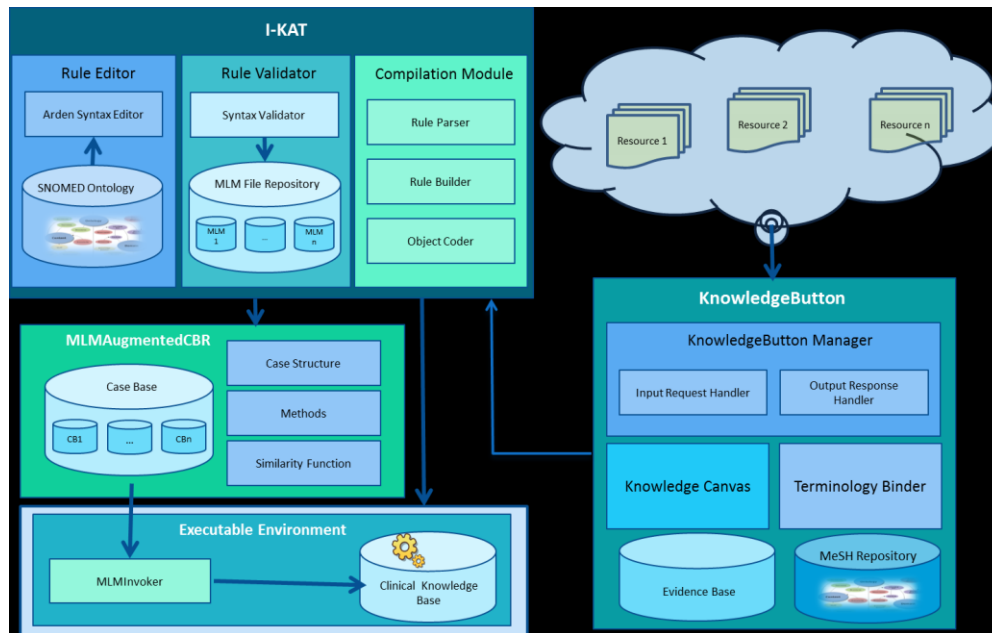 I-KAT
Rule Editor
Arden Syntax Editor
SNOMED Ontology
Rule Validator
Syntax Validator
MLM File Repository
MLM
1
...
MLM
n
Compilation Module
Rule Parser
Rule Builder
Object Coder
Resource 1
Resource 2
Resource n
MLMAugmentedCBR
Case Base
CB1
...
CBn
Case Structure
Methods
Similarity Function
Executable Environment
MLMInvoker
Clinical Knowledge
Base
KnowledgeButton
KnowledgeButton Manager
Input Request Handler
Output Response
Handler
Knowledge Canvas
Terminology Binder
Evidence Base
MeSH Repository